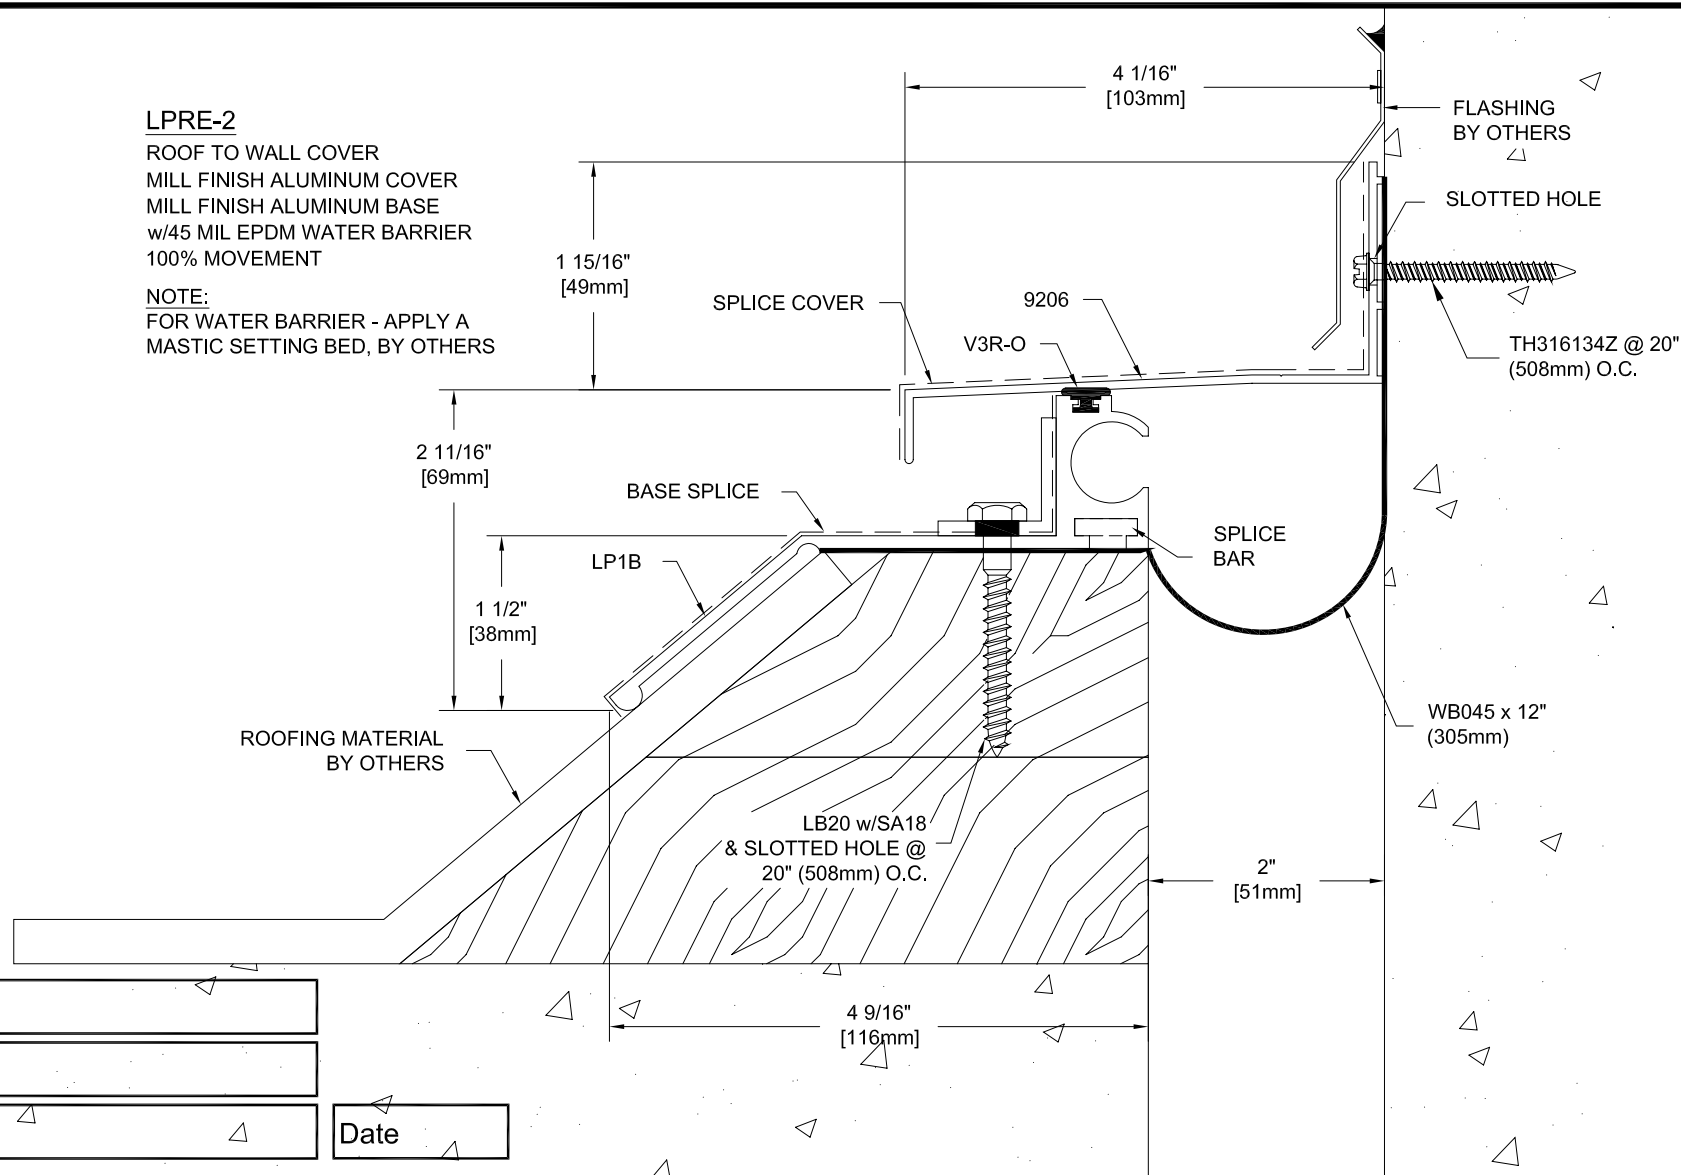 LPRE-2
ROOF TO WALL COVER
MILL FINISH ALUMINUM COVER
MILL FINISH ALUMINUM BASE
w/45 MIL EPDM WATER BARRIER
100% MOVEMENT
NOTE:
FOR WATER BARRIER - APPLY A
MASTIC SETTING BED, BY OTHERS
4 1/16"
[103mm]
FLASHING
BY OTHERS
SLOTTED HOLE
1 15/16"
[49mm]
SPLICE COVER
9206
V3R-O
TH316134Z @ 20"
(508mm) O.C.
2 11/16"
[69mm]
BASE SPLICE
SPLICE
BAR
LP1B
1 1/2"
[38mm]
WB045 x 12"
(305mm)
ROOFING MATERIAL
BY OTHERS
LB20 w/SA18
& SLOTTED HOLE @
20" (508mm) O.C.
2"
[51mm]
4 9/16"
[116mm]
Date